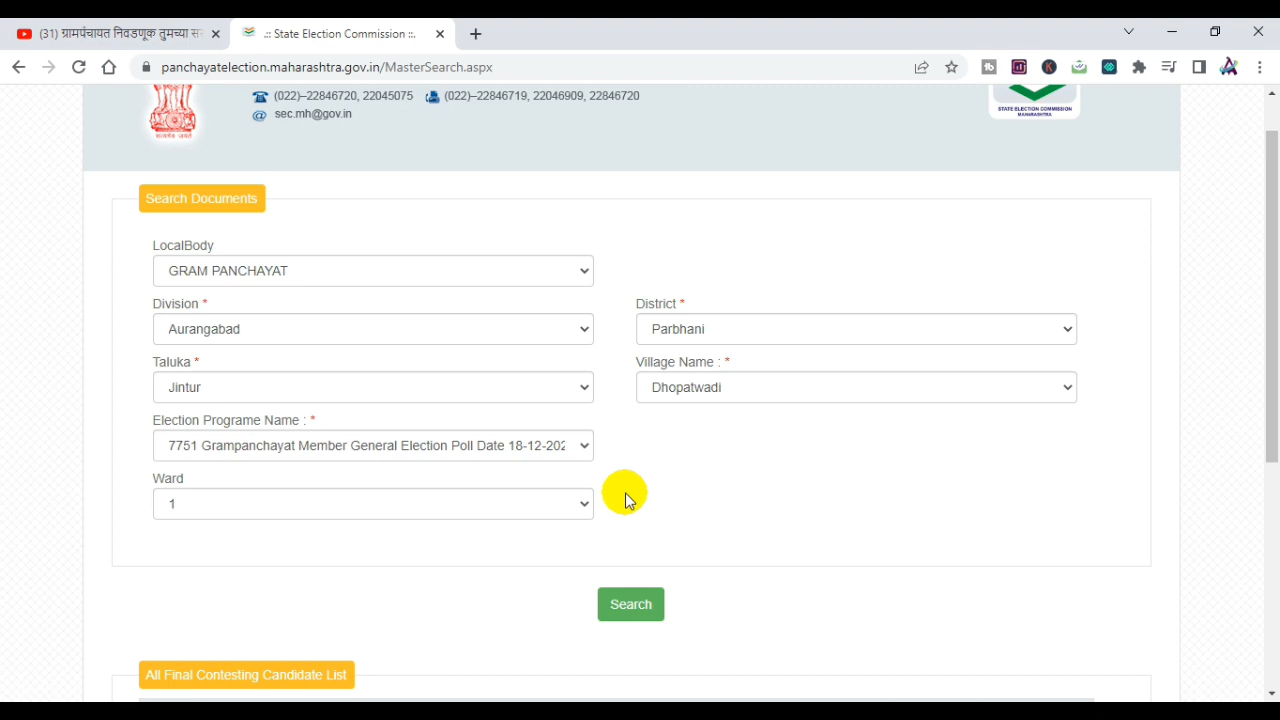 (31) ग्रामपंचायत निवडणूक तुमच्या
.:: State Election Commission ::.
panchayatelection.maharashtra.gov.in/MasterSearch.aspx
(022)–22846720, 22045075 (022)–22846719, 22046909, 22846720
sec.mh@gov.in
सत्यमेव जयते
STATE ELECTION COMMISSION
MAHARASHTRA
Search Documents
LocalBody
GRAM PANCHAYAT
Division * District *
Aurangabad Parbhani
Taluka * Village Name : *
Jintur Dhopatwadi
Election Programe Name : *
7751 Grampanchayat Member General Election Poll Date 18-12-202
Ward
1
Search
All Final Contesting Candidate List